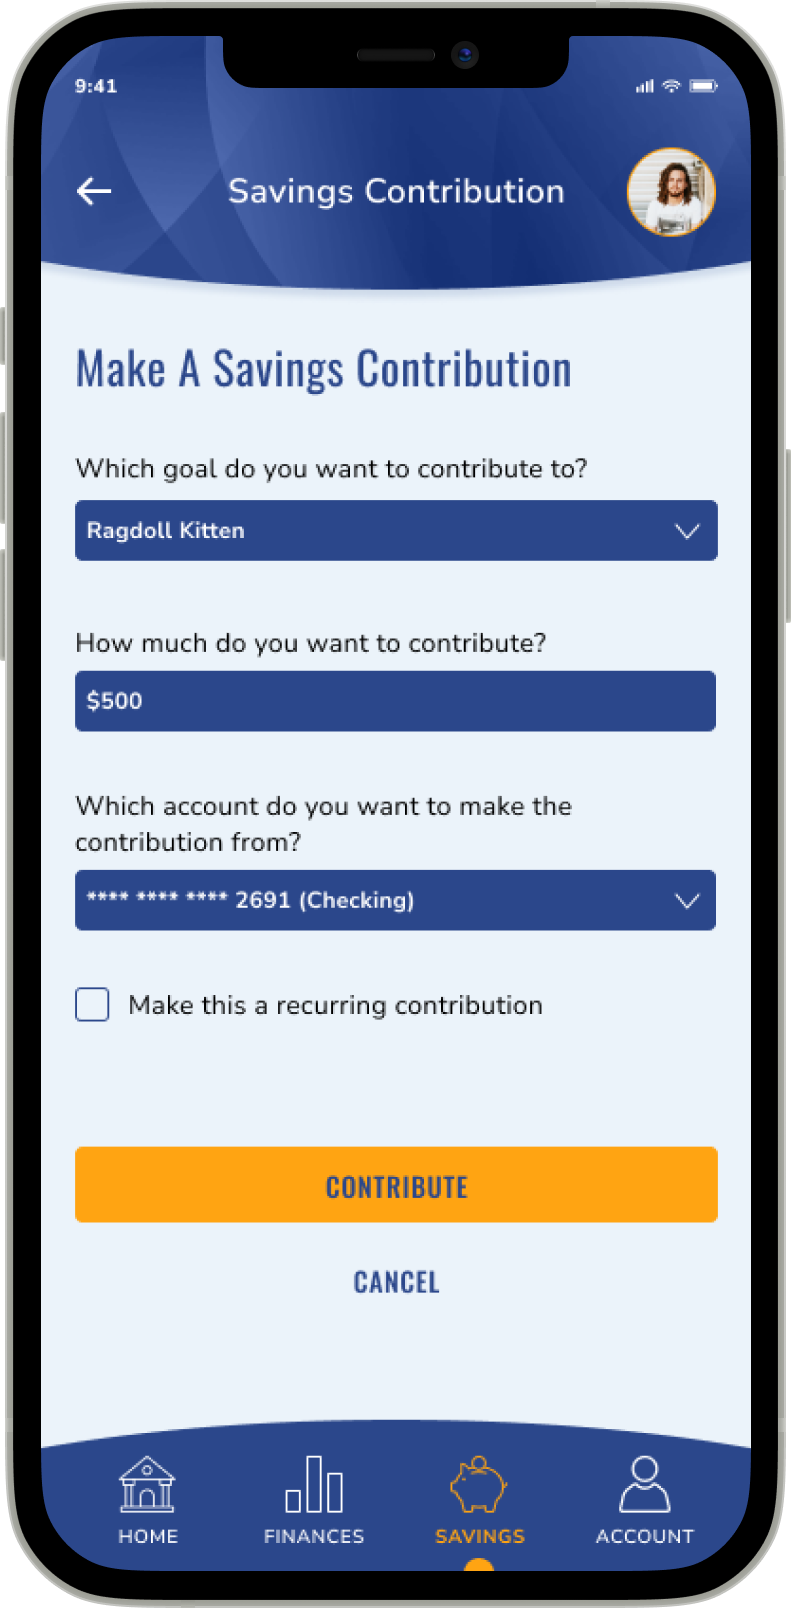 9:41
Savings Contribution
Make A Savings Contribution
Which goal do you want to contribute to?
Ragdoll Kitten
How much do you want to contribute?
$500
Which account do you want to make the
contribution from?
**** **** **** 2691 (Checking)
Make this a recurring contribution
CONTRIBUTE
CANCEL
HOME FINANCES SAVINGS ACCOUNT